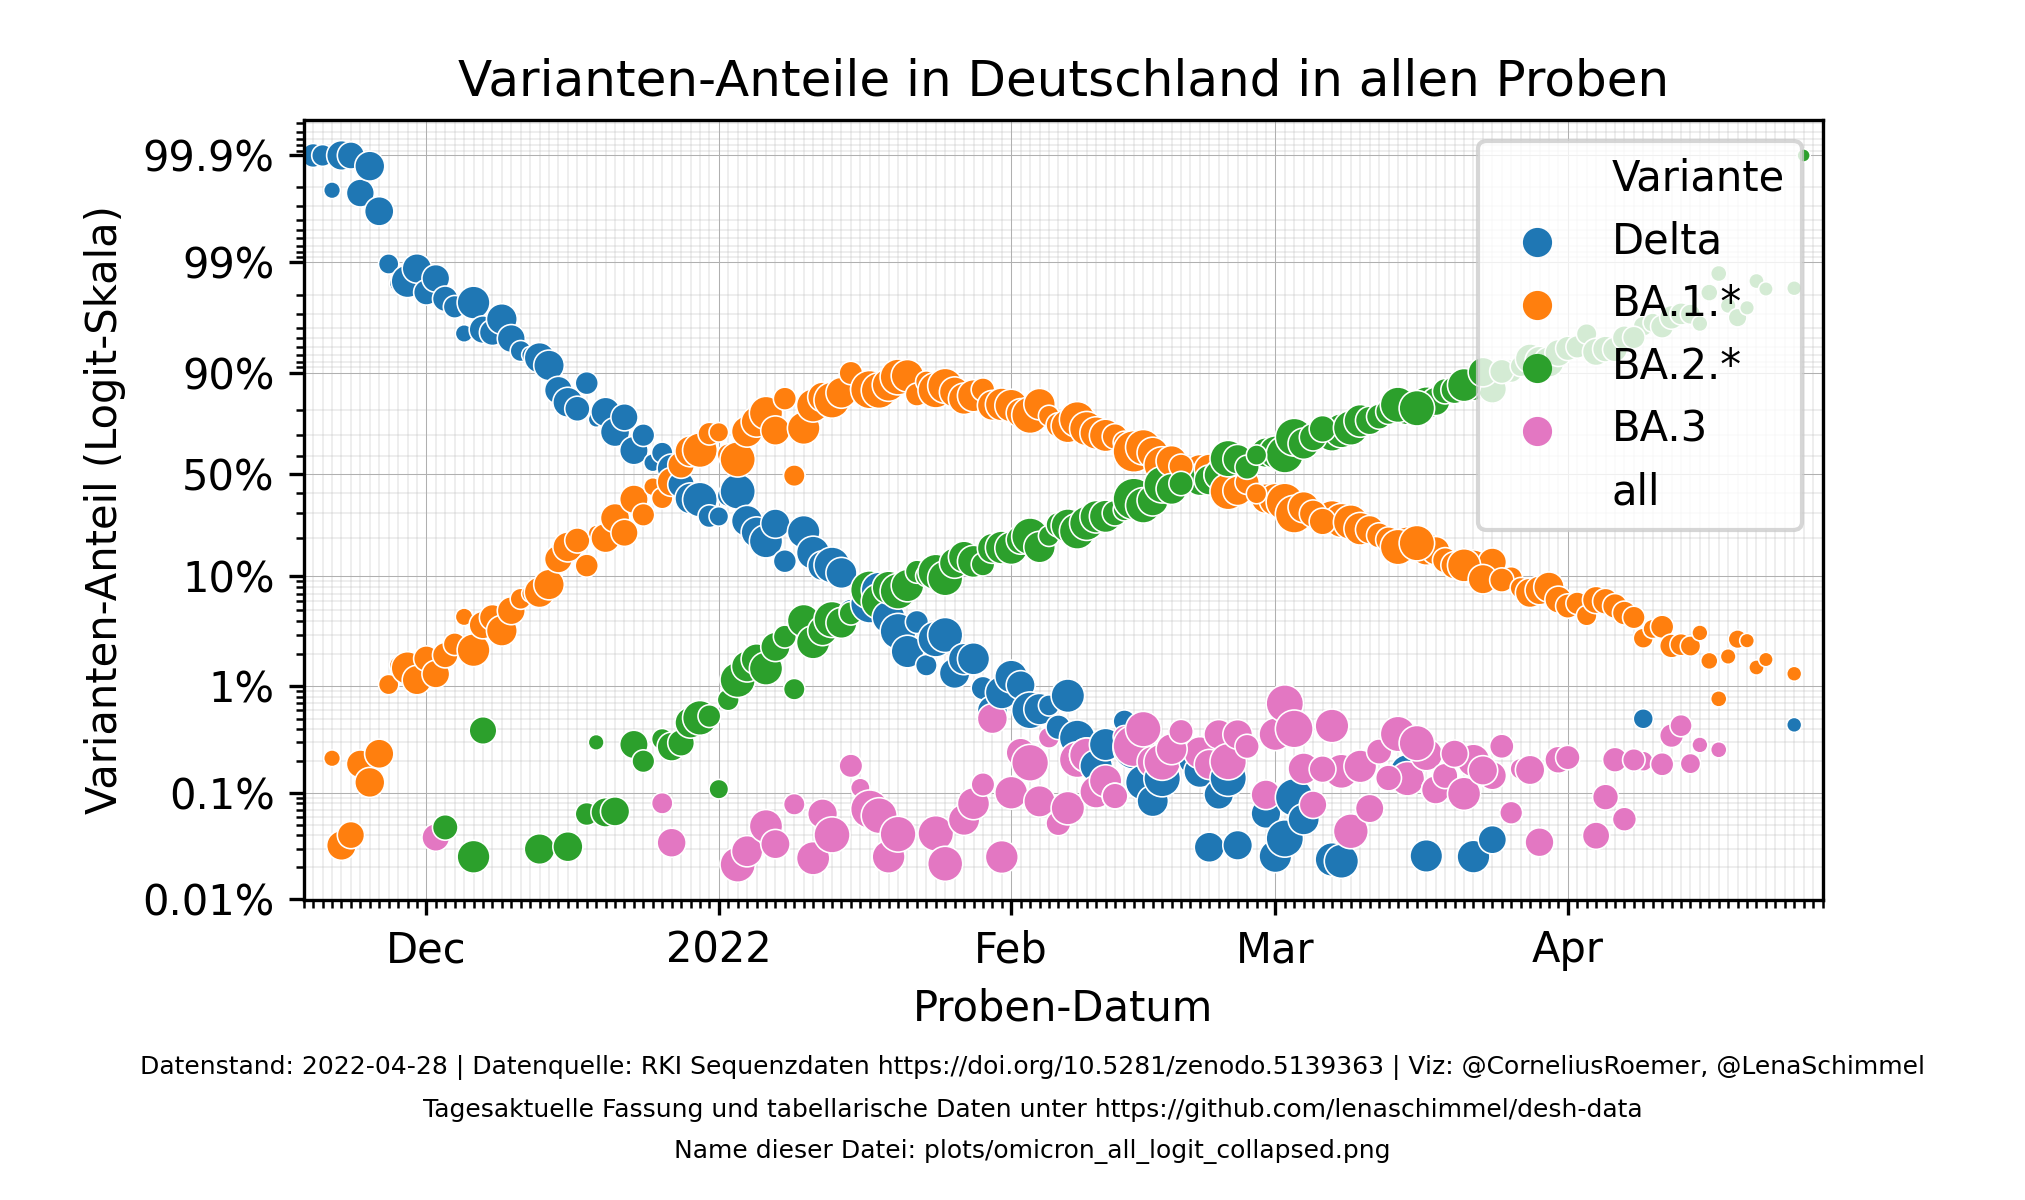 Varianten-Anteile in Deutschland in allen Proben
Varianten-Anteil (Logit-Skala)
99.9%
99%
90%
50%
10%
1%
0.1%
0.01%
Variante
Delta
BA.1.*
BA.2.*
BA.3
all
Dec
2022
Feb
Mar
Apr
Proben-Datum
Datenstand: 2022-04-28 | Datenquelle: RKI Sequenzdaten https://doi.org/10.5281/zenodo.5139363 | Viz: @CorneliusRoemer, @LenaSchimmel
Tagesaktuelle Fassung und tabellarische Daten unter https://github.com/lenaschimmel/desh-data
Name dieser Datei: plots/omicron_all_logit_collapsed.png